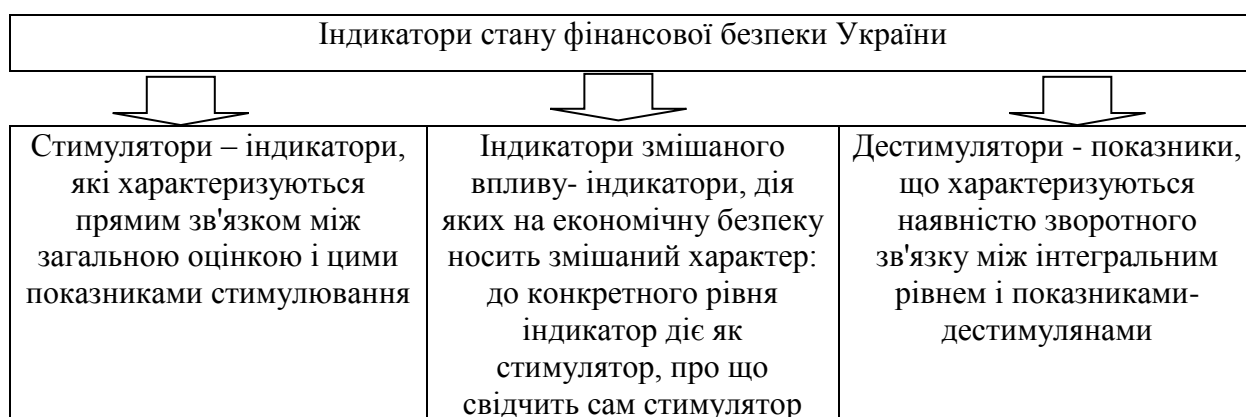 Індикатори стану фінансової безпеки України
Стимулятори – індикатори,
які характеризуються
прямим зв'язком між
загальною оцінкою і цими
показниками стимулювання
Індикатори змішаного
впливу- індикатори, дія
яких на економічну безпеку
носить змішаний характер:
до конкретного рівня
індикатор діє як
стимулятор, про що
свідчить сам стимулятор
Дестимулятори - показники,
що характеризуються
наявністю зворотного
зв'язку між інтегральним
рівнем і показниками-
дестимулянами